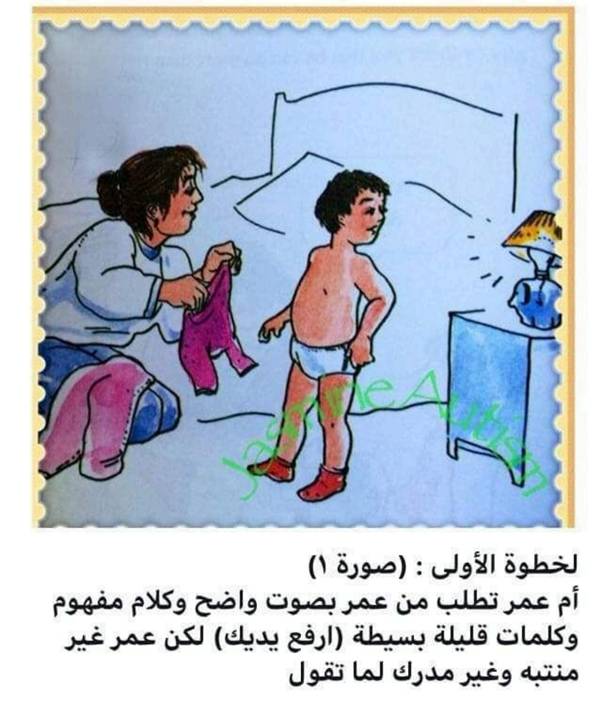 Jasmine Autism
لخطوة الأولى : (صورة ١)
أم عمر تطلب من عمر بصوت واضح وكلام مفهوم
وكلمات قليلة بسيطة (ارفع يديك) لكن عمر غير
منتبه وغير مدرك لما تقول